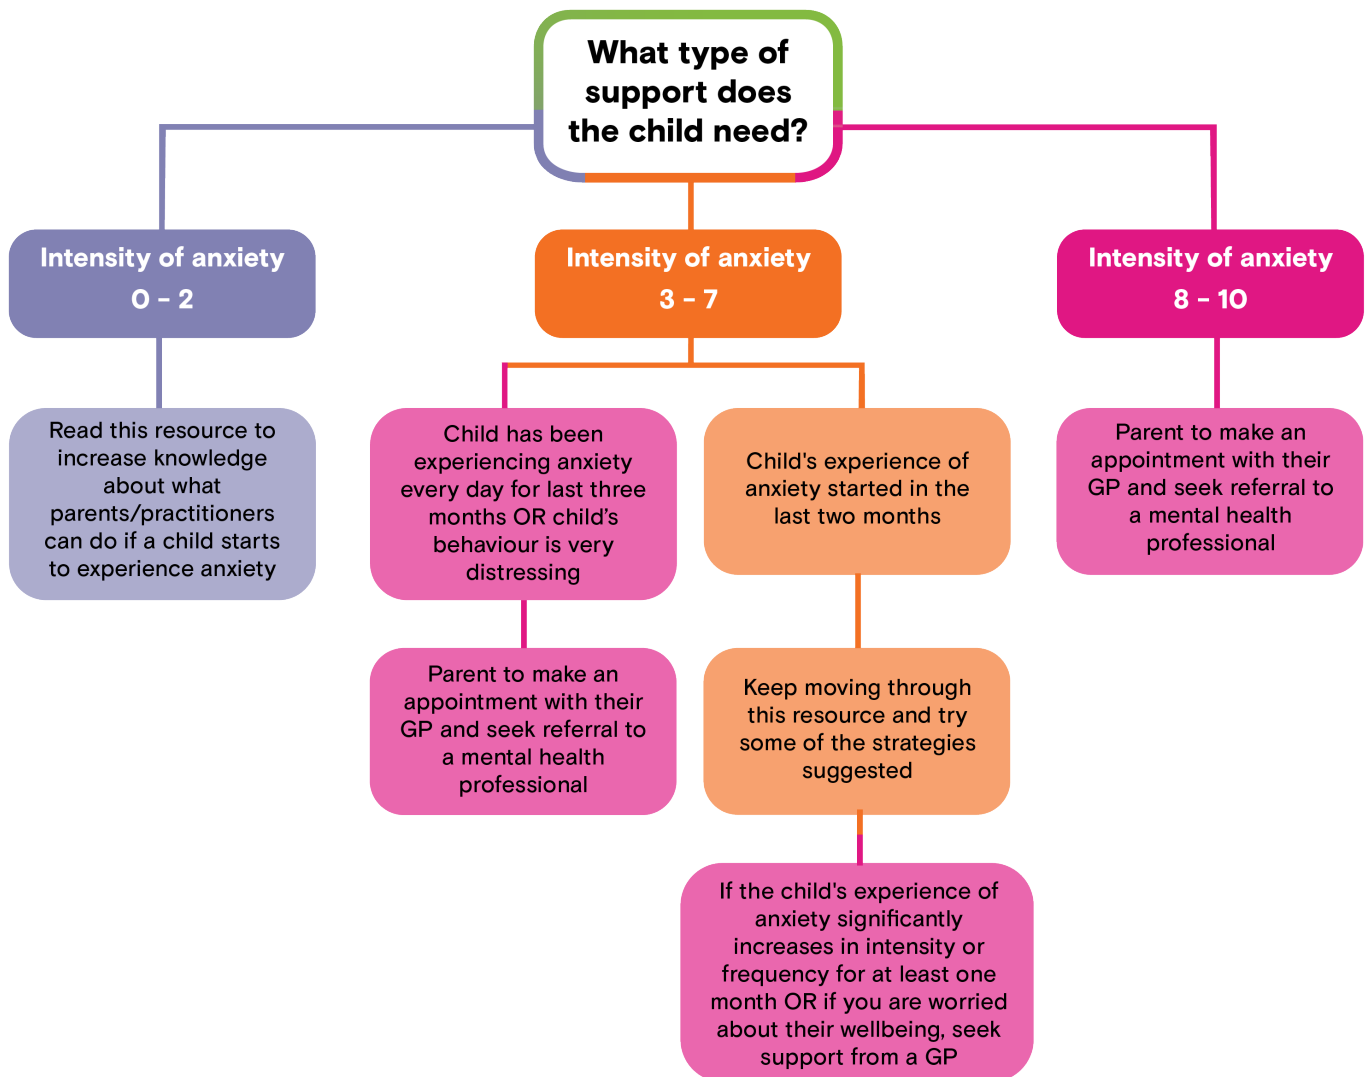 What type of
support does
the child need?
Intensity of anxiety
0 – 2
Intensity of anxiety
3 – 7
Intensity of anxiety
8 – 10
Read this resource to
increase knowledge
about what
parents/practitioners
can do if a child starts
to experience anxiety
Child has been
experiencing anxiety
every day for last three
months OR child’s
behaviour is very
distressing
Child's experience of
anxiety started in the
last two months
Parent to make an
appointment with their
GP and seek referral to
a mental health
professional
Parent to make an
appointment with their
GP and seek referral to
a mental health
professional
Keep moving through
this resource and try
some of the strategies
suggested
If the child's experience of
anxiety significantly
increases in intensity or
frequency for at least one
month OR if you are worried
about their wellbeing, seek
support from a GP